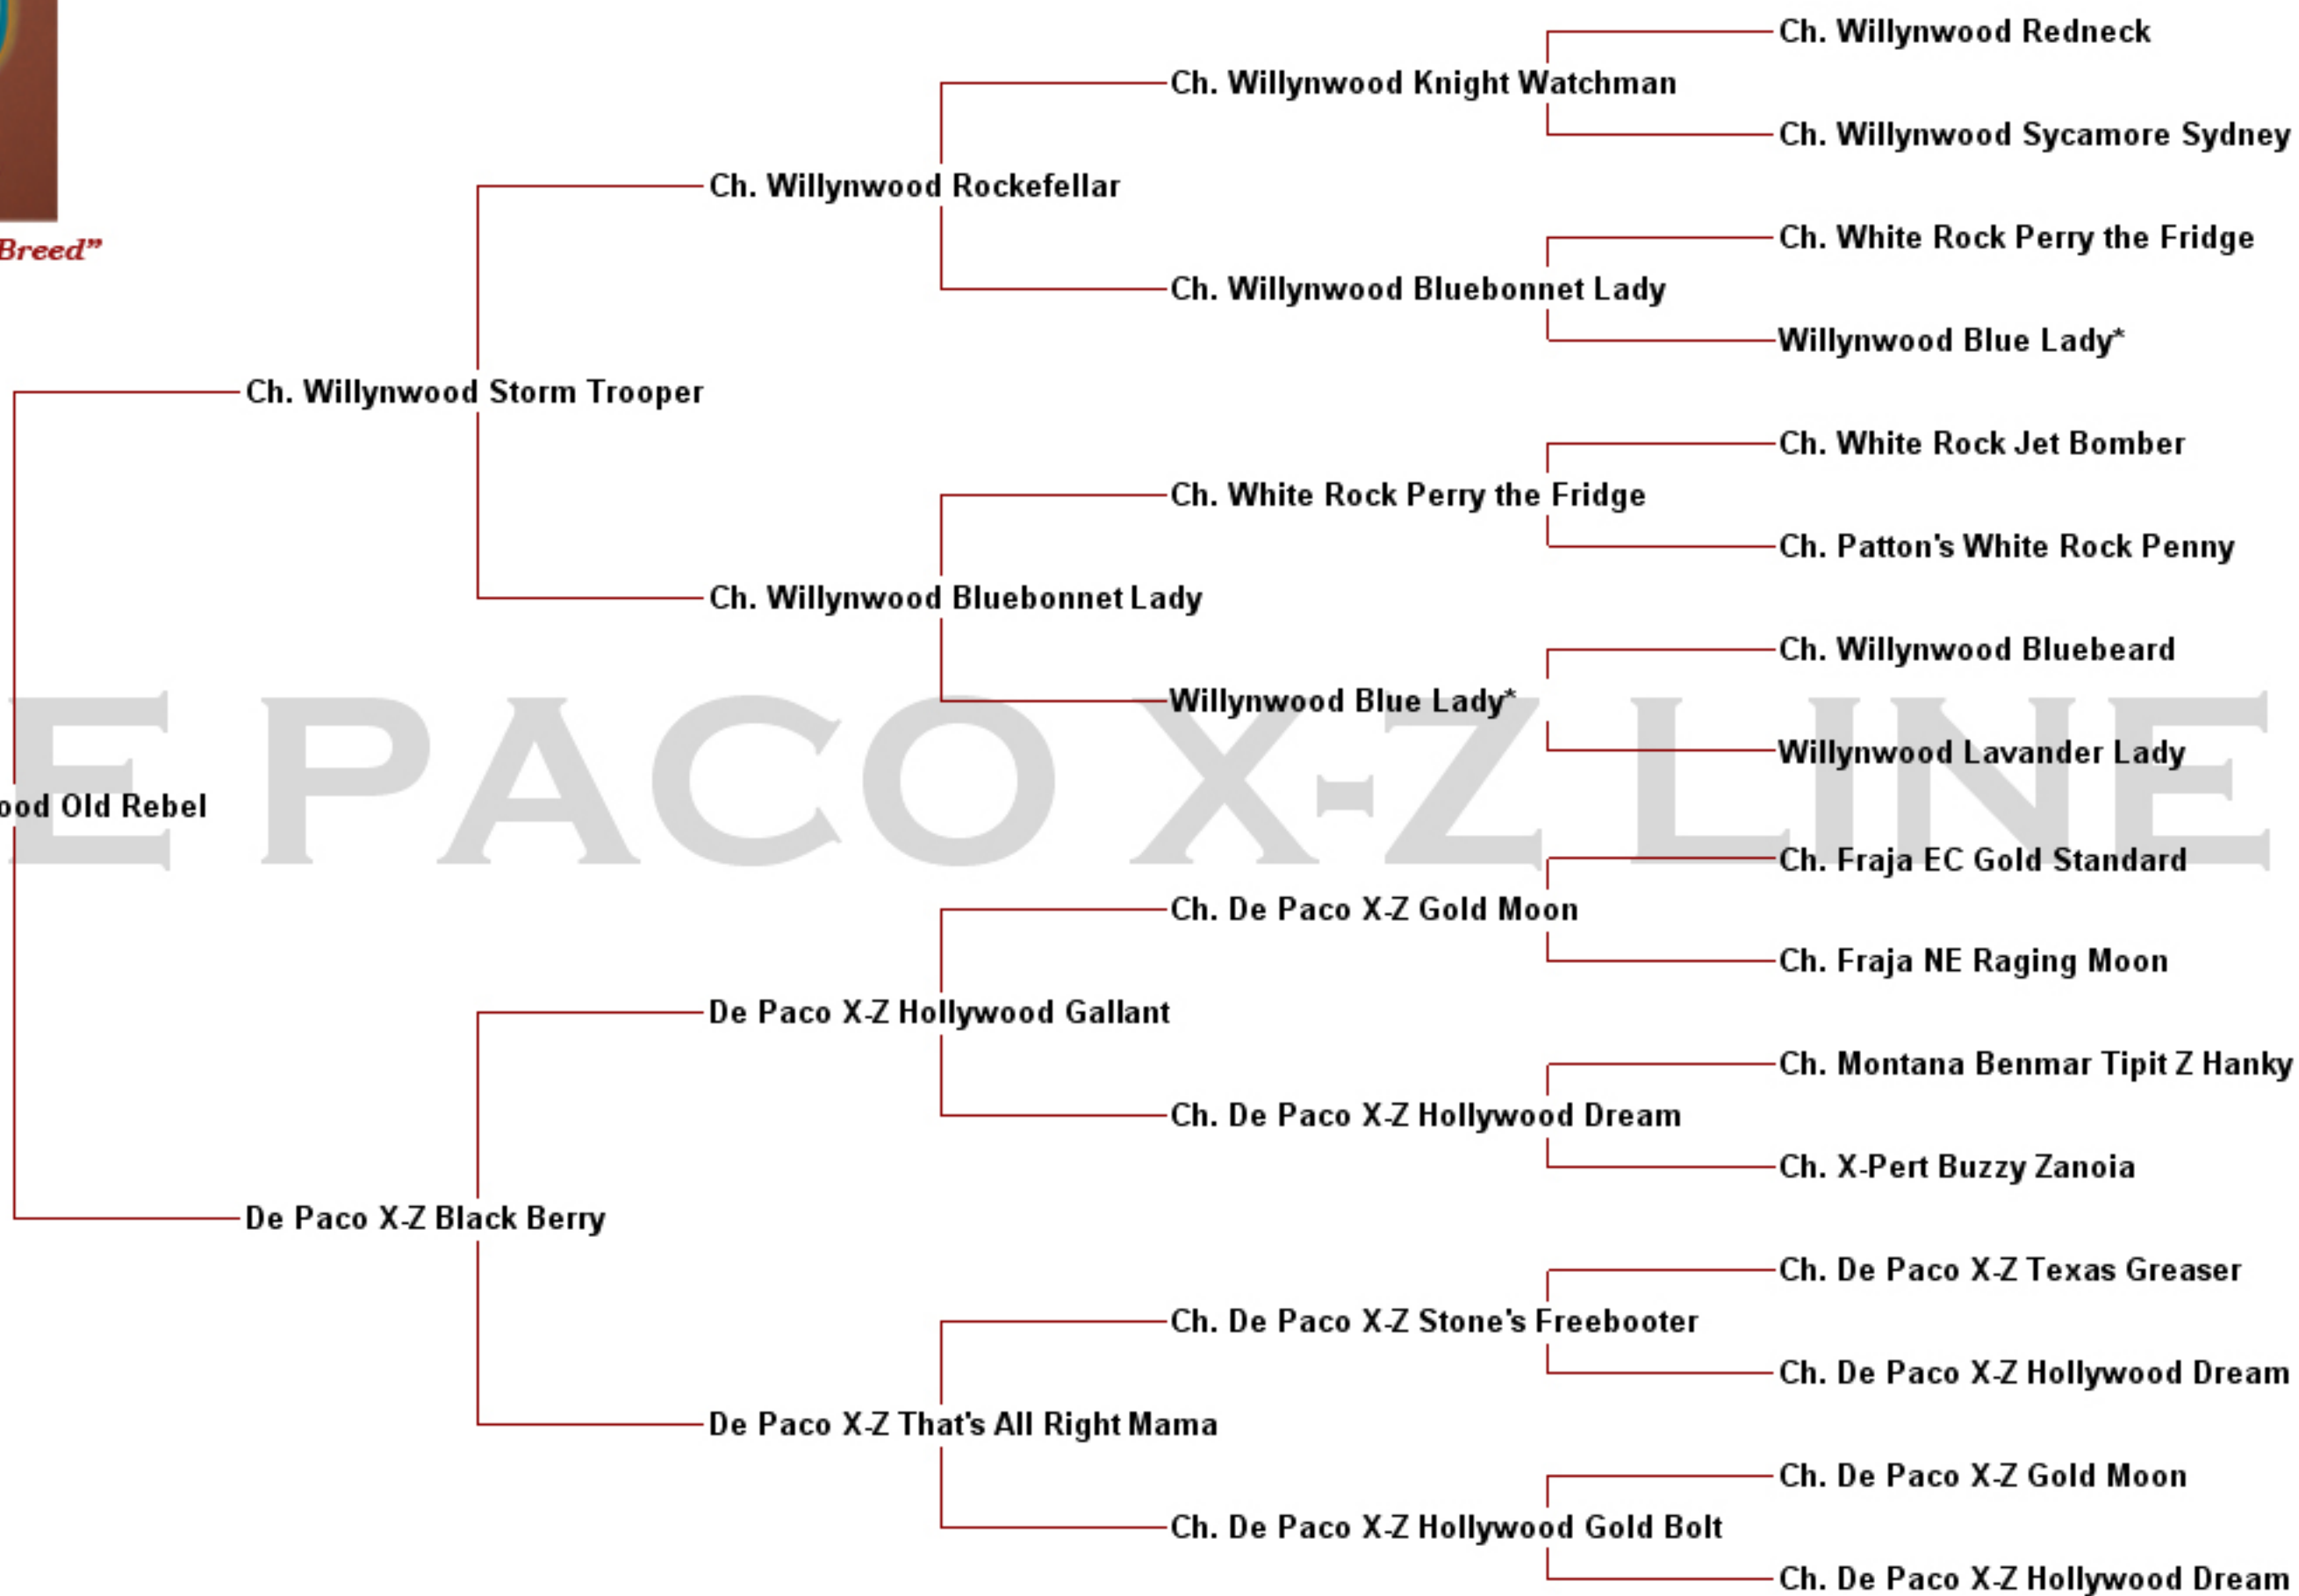 Ch. Willynwood Redneck
Ch. Willynwood Knight Watchman
Ch. Willynwood Sycamore Sydney
Ch. Willynwood Rockefellar
Breed”
Ch. White Rock Perry the Fridge
Ch. Willynwood Bluebonnet Lady
Willynwood Blue Lady*
Ch. Willynwood Storm Trooper
Ch. White Rock Jet Bomber
Ch. White Rock Perry the Fridge
Ch. Patton's White Rock Penny
Ch. Willynwood Bluebonnet Lady
Ch. Willynwood Bluebeard
Willynwood Blue Lady*
Willynwood Lavander Lady
E PACO X-Z LINE
ood Old Rebel
Ch. Fraja EC Gold Standard
Ch. De Paco X-Z Gold Moon
Ch. Fraja NE Raging Moon
De Paco X-Z Hollywood Gallant
Ch. Montana Benmar Tipit Z Hanky
Ch. De Paco X-Z Hollywood Dream
Ch. X-Pert Buzzy Zanoia
De Paco X-Z Black Berry
Ch. De Paco X-Z Texas Greaser
Ch. De Paco X-Z Stone's Freebooter
Ch. De Paco X-Z Hollywood Dream
De Paco X-Z That's All Right Mama
Ch. De Paco X-Z Gold Moon
Ch. De Paco X-Z Hollywood Gold Bolt
Ch. De Paco X-Z Hollywood Dream